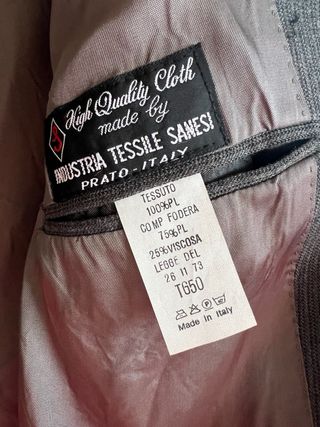 High Quality Cloth
made by
INDUSTRIA TESSILE SANESI
PRATO - ITALY
TESSUTO
100%PL
COMP FODERA
75%PL
25%VISCOSA
LEGGE DEL
26 11 73
TG50
Made in Italy